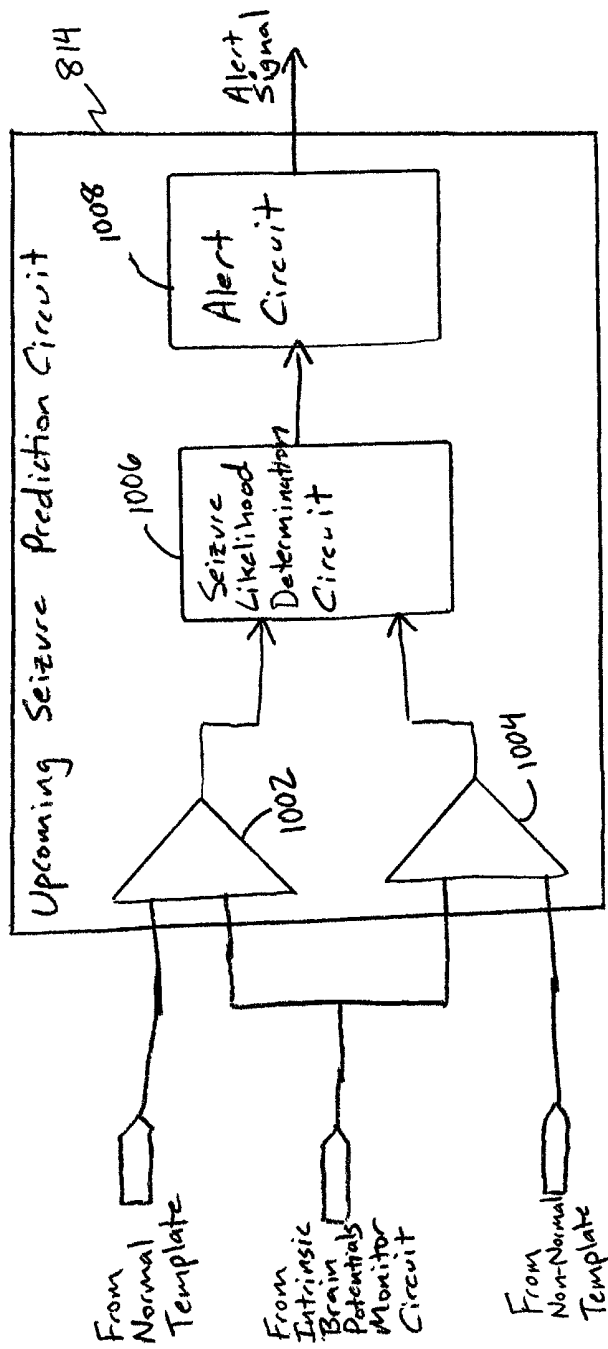 Upcoming Seizure Prediction Circuit
814
From
Normal
Template
From
Intrinsic
Brain
Potentials
Monitor
Circuit
From
Non-Normal
Template
1002
1004
1006
Seizure
Likelihood
Determination
Circuit
1008
Alert
Circuit
Alert
Signal